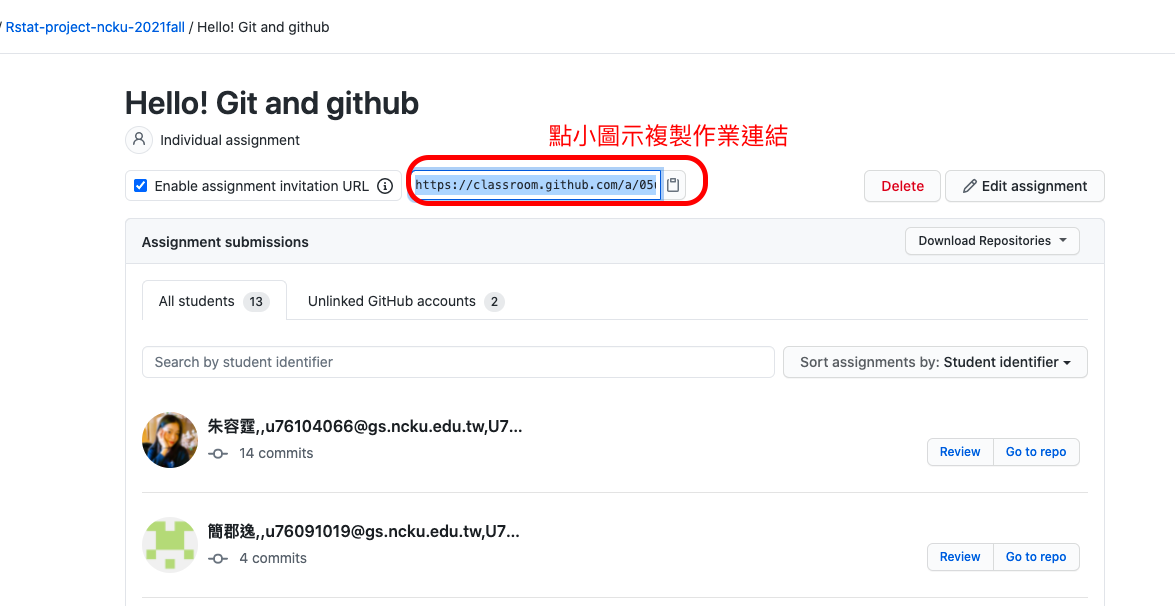 / Rstat-project-ncku-2021fall / Hello! Git and github
Hello! Git and github
Individual assignment
點小圖示複製作業連結
Enable assignment invitation URL
https://classroom.github.com/a/05
Delete
Edit assignment
Assignment submissions
Download Repositories
All students 13
Unlinked GitHub accounts 2
Search by student identifier
Sort assignments by: Student identifier
朱容霆,,u76104066@gs.ncku.edu.tw,U7...
14 commits
Review
Go to repo
簡郡逸,,u76091019@gs.ncku.edu.tw,U7...
4 commits
Review
Go to repo